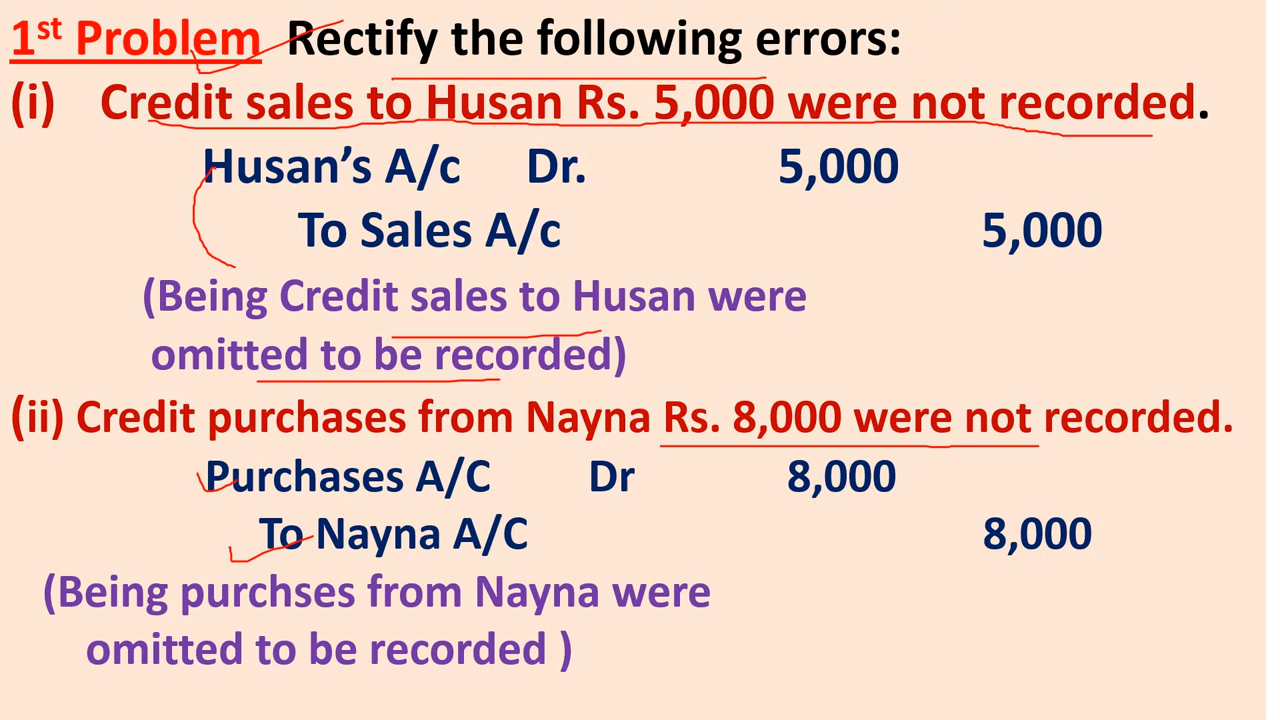 1st Problem Rectify the following errors:
(i) Credit sales to Husan Rs. 5,000 were not recorded.
Husan’s A/c Dr. 5,000
To Sales A/c 5,000
(Being Credit sales to Husan were
omitted to be recorded)
(ii) Credit purchases from Nayna Rs. 8,000 were not recorded.
Purchases A/C Dr 8,000
To Nayna A/C 8,000
(Being purchses from Nayna were
omitted to be recorded )